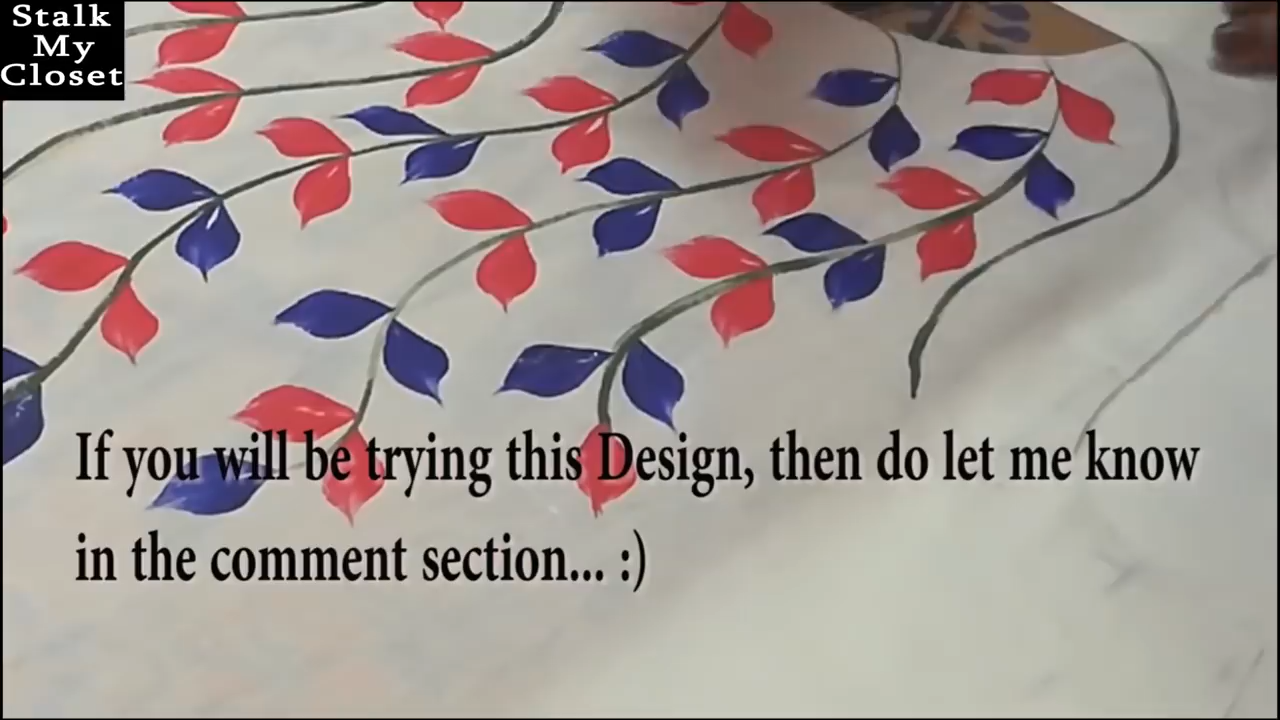 Stalk
My
Closet
If you will be trying this Design, then do let me know
in the comment section... :)